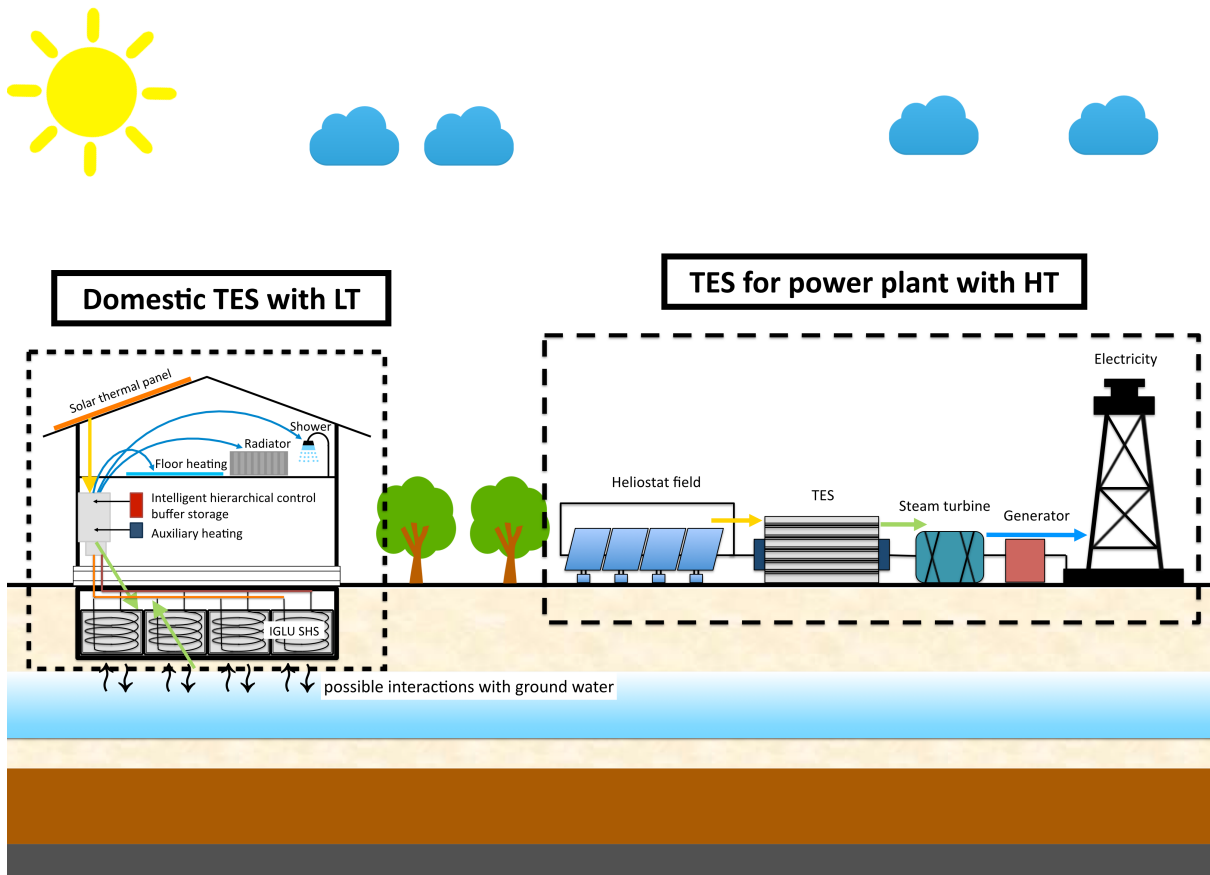 Domestic TES with LT
TES for power plant with HT
Solar thermal panel
Shower
Radiator
Floor heating
Intelligent hierarchical control
buffer storage
Auxiliary heating
IGLU SHS
possible interactions with ground water
Heliostat field
TES
Steam turbine
Generator
Electricity